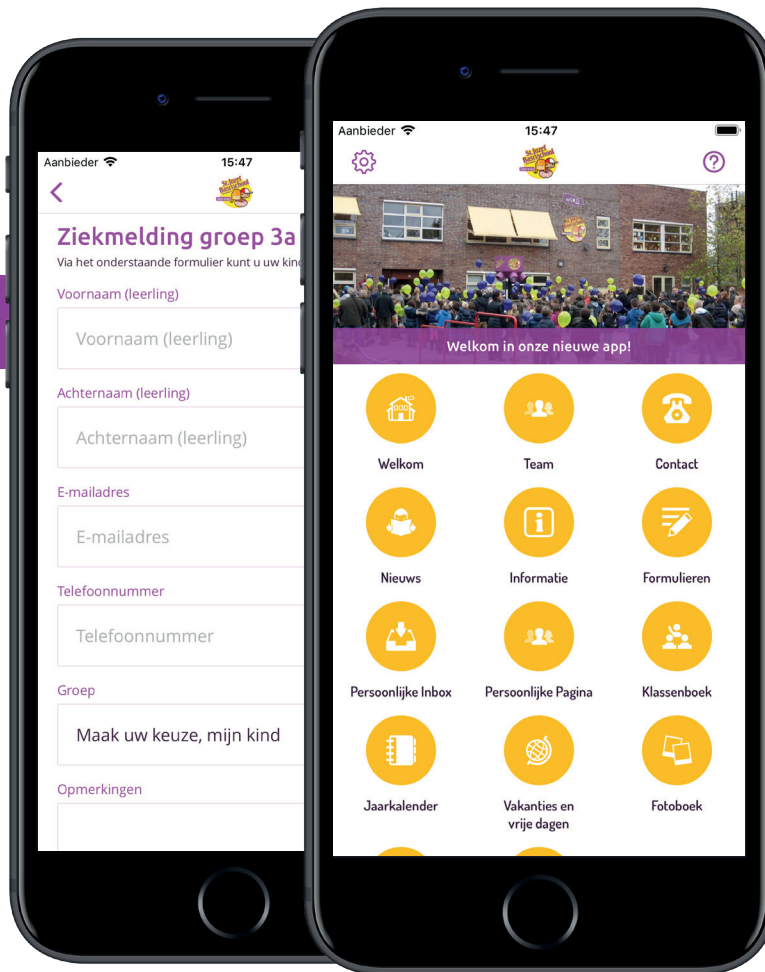 Aanbieder
15:47
Ziekmelding groep 3a
Via het onderstaande formulier kunt u uw kind
Voornaam (leerling)
Voornaam (leerling)
Achternaam (leerling)
Achternaam (leerling)
E-mailadres
E-mailadres
Telefoonnummer
Telefoonnummer
Groep
Maak uw keuze, mijn kind
Opmerkingen
Aanbieder
15:47
St. Jozef
Basisschool
Welkom in onze nieuwe app!
Welkom
Team
Contact
Nieuws
Informatie
Formulieren
Persoonlijke Inbox
Persoonlijke Pagina
Klassenboek
Jaarkalender
Vakanties en
vrije dagen
Fotoboek